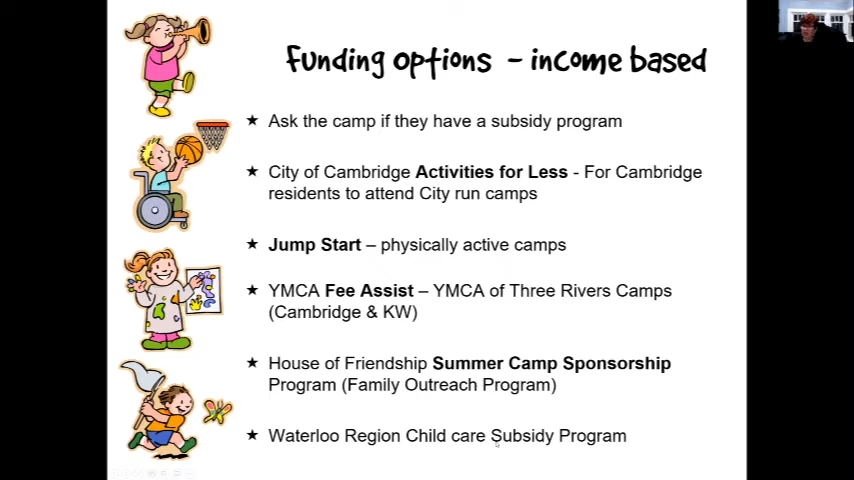 Funding options - income based
★ Ask the camp if they have a subsidy program
★ City of Cambridge Activities for Less - For Cambridge
residents to attend City run camps
★ Jump Start – physically active camps
★ YMCA Fee Assist – YMCA of Three Rivers Camps
(Cambridge & KW)
★ House of Friendship Summer Camp Sponsorship
Program (Family Outreach Program)
★ Waterloo Region Child care Subsidy Program